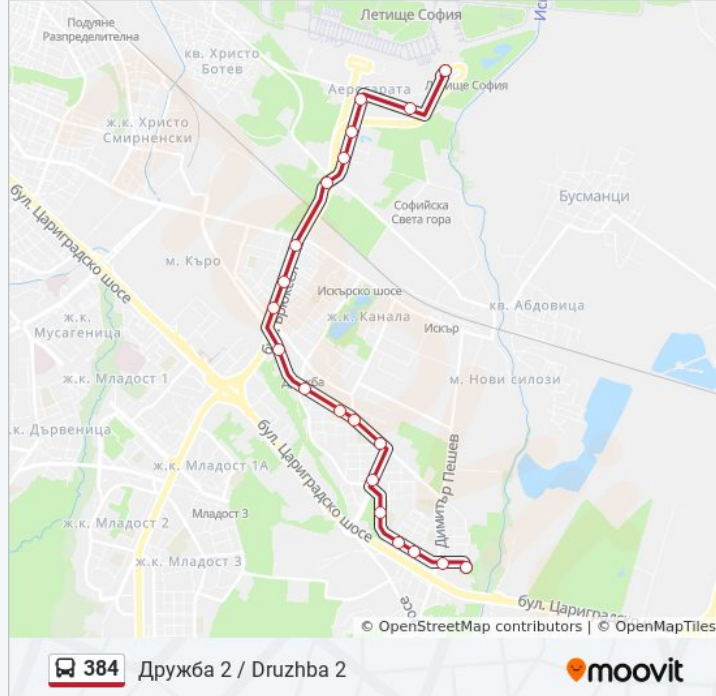 Летище София
Подуяне
Разпределителна
кв. Христо
Ботев
Аерогарата
Летище София
ж.к. Христо
Смирненски
Бусманци
Софийска
Света гора
бул. Цариградско шосе
м. Къро
Искърско шосе
кв. Абдовица
ж.к.
Мусагеница
ж.к. Канала
Искър
ж.к. Младост 1
м. Нови силози
ж.к. Дървеница
бул. Цариградско шосе
ж.к. Младост 1А
Димитър Пешев
Младост 3
ж.к. Младост 2
ж.к. Младост 3
бул. Цариградско
© OpenStreetMap contributors | © OpenMapTiles
384 Дружба 2 / Druzhba 2
moovit